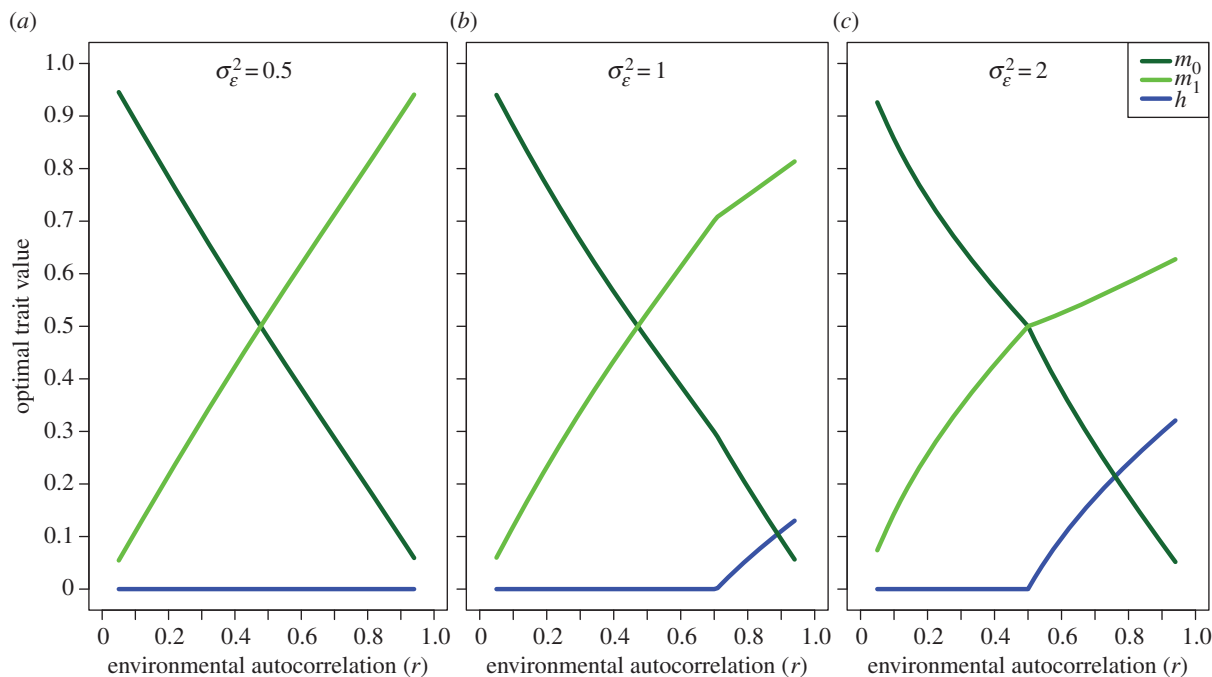 (a)
(b)
(c)
σε² = 0.5
σε² = 1
σε² = 2
m0
m1
h
optimal trait value
1.0
0.9
0.8
0.7
0.6
0.5
0.4
0.3
0.2
0.1
0
0 0.2 0.4 0.6 0.8 1.0
0 0.2 0.4 0.6 0.8 1.0
0 0.2 0.4 0.6 0.8 1.0
environmental autocorrelation (r)
environmental autocorrelation (r)
environmental autocorrelation (r)